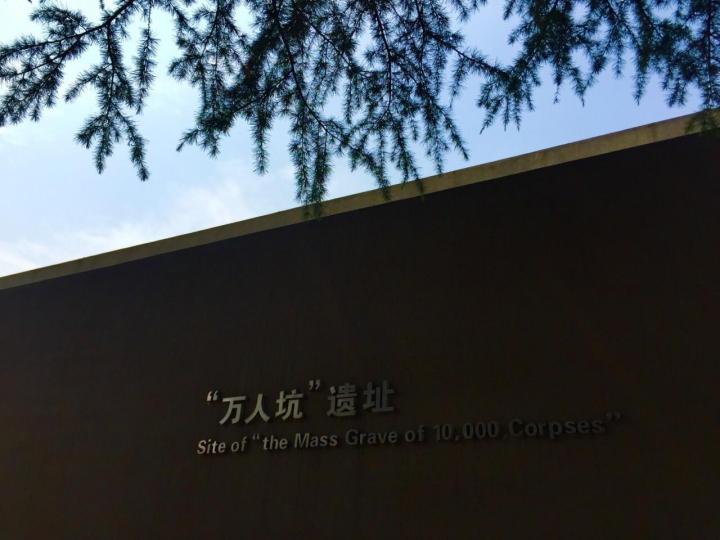 “万人坑”遗址
Site of “the Mass Grave of 10,000 Corpses”